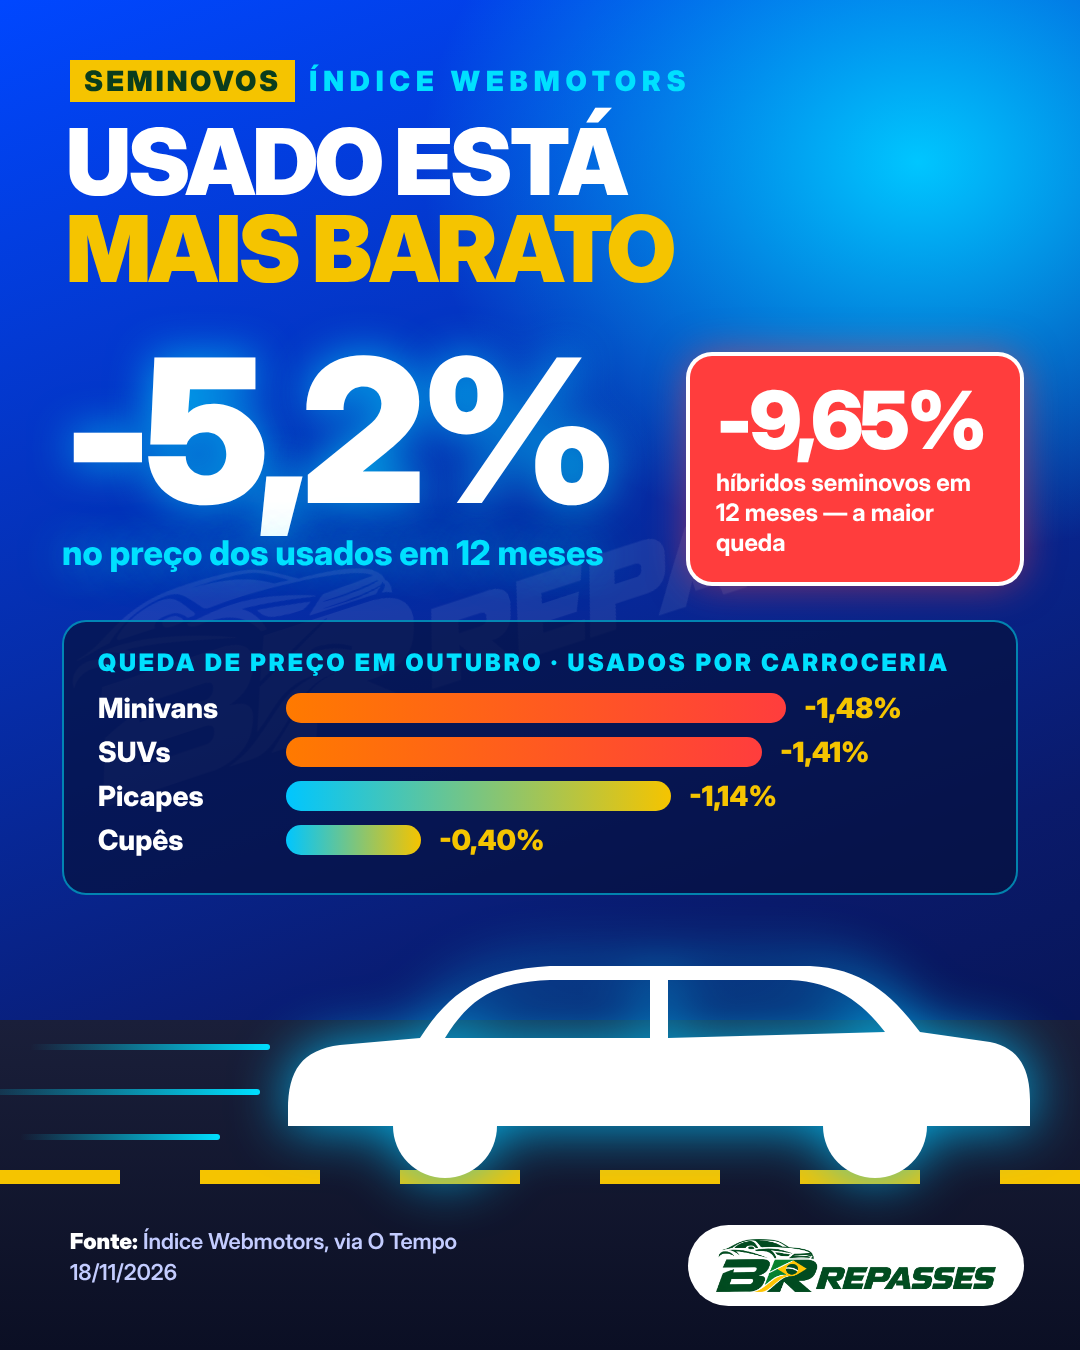 SEMINOVOS ÍNDICE WEBMOTORS
USADO ESTÁ
MAIS BARATO
-5,2%
no preço dos usados em 12 meses
-9,65%
híbridos seminovos em
12 meses — a maior
queda
QUEDA DE PREÇO EM OUTUBRO · USADOS POR CARROCERIA
Minivans -1,48%
SUVs -1,41%
Picapes -1,14%
Cupês -0,40%
Fonte: Índice Webmotors, via O Tempo
18/11/2026
BR REPASSES